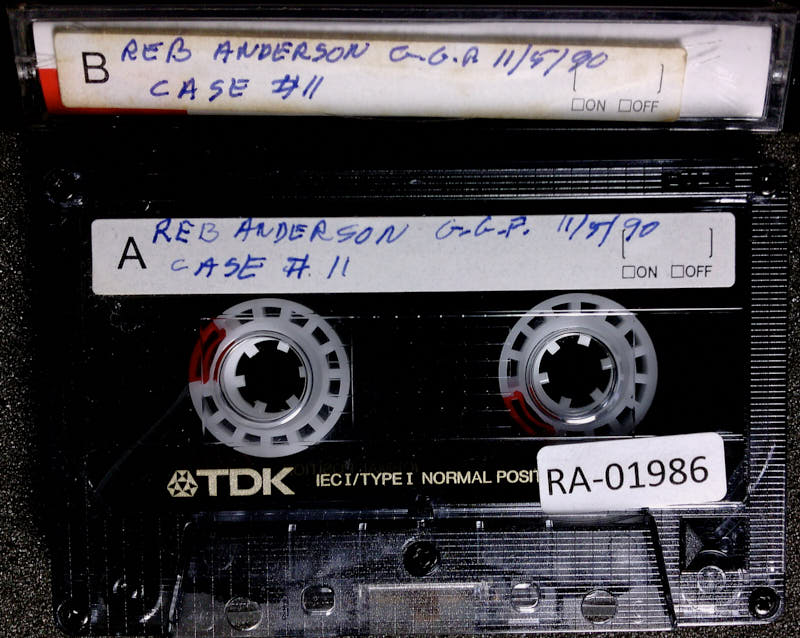 B REB ANDERSON G.G.P. 11/5/90
CASE #11
[ ]
□ON □OFF
A REB ANDERSON G.G.P. 11/5/90
CASE #. 11
[ ]
□ON □OFF
TDK IEC I/TYPE I NORMAL POSIT
RA-01986